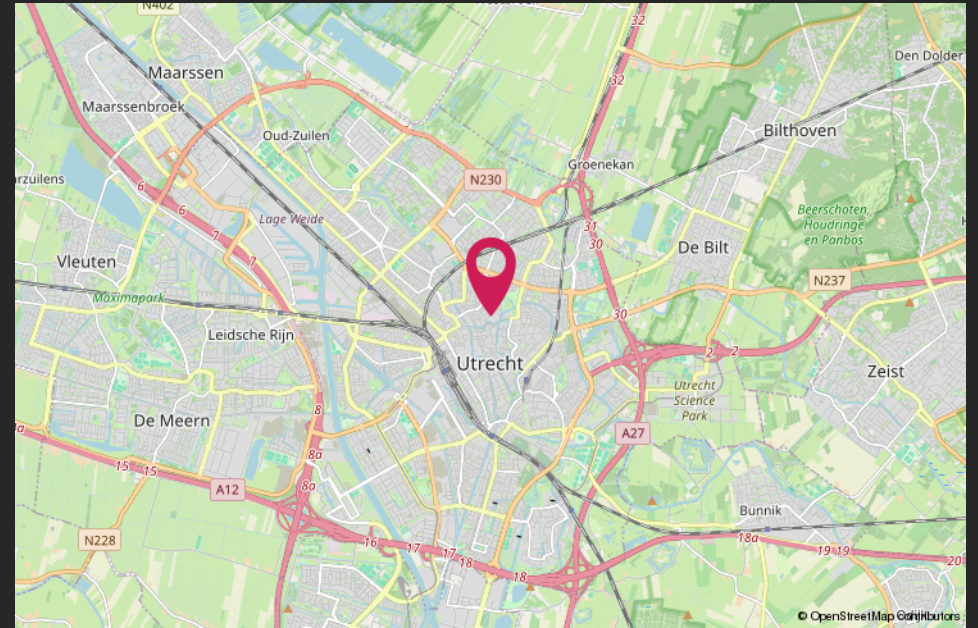 N402
Maarssen
Den Dolder
32
32
Maarssenbroek
Oud-Zuilen
Bilthoven
Groenekan
arzuilens
N230
6
6
Lage Weide
Beerschoten,
Houdringe
en Panbos
31
30
7
De Bilt
7
Vleuten
N237
Maximapark
30
Leidsche Rijn
Utrecht
2
2
Zeist
Utrecht
Science
Park
8
De Meern
A27
8a
15
15
8a
A12
Bunnik
N228
16
17
17
18
18a
19
19
20
18
© OpenStreetMap contributors